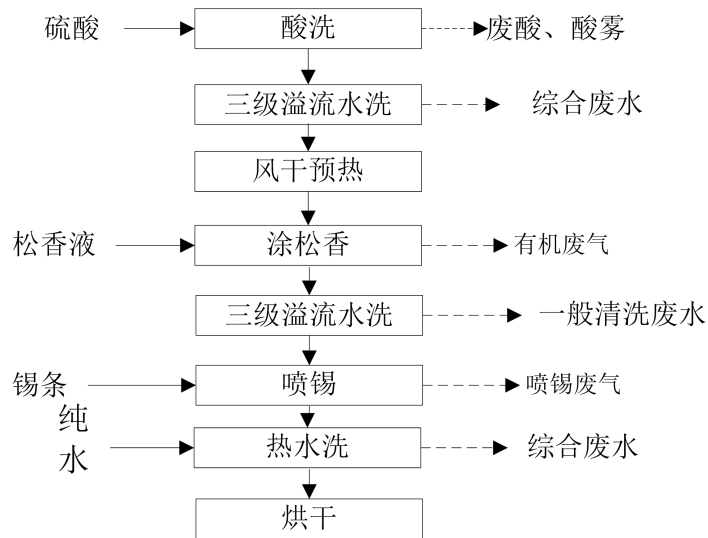 硫酸 酸洗 废酸、酸雾
三级溢流水洗 综合废水
风干预热
松香液 涂松香 有机废气
三级溢流水洗 一般清洗废水
锡条 喷锡 喷锡废气
纯
水 热水洗 综合废水
烘干